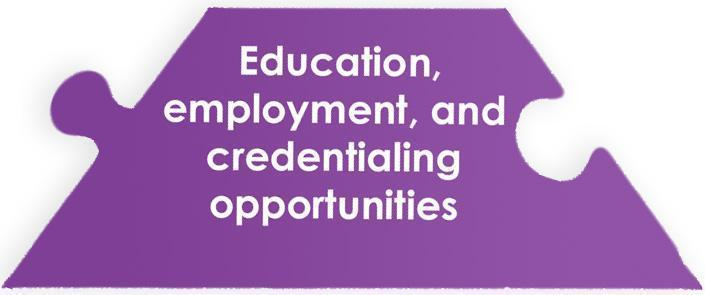 Education,
employment, and
credentialing
opportunities